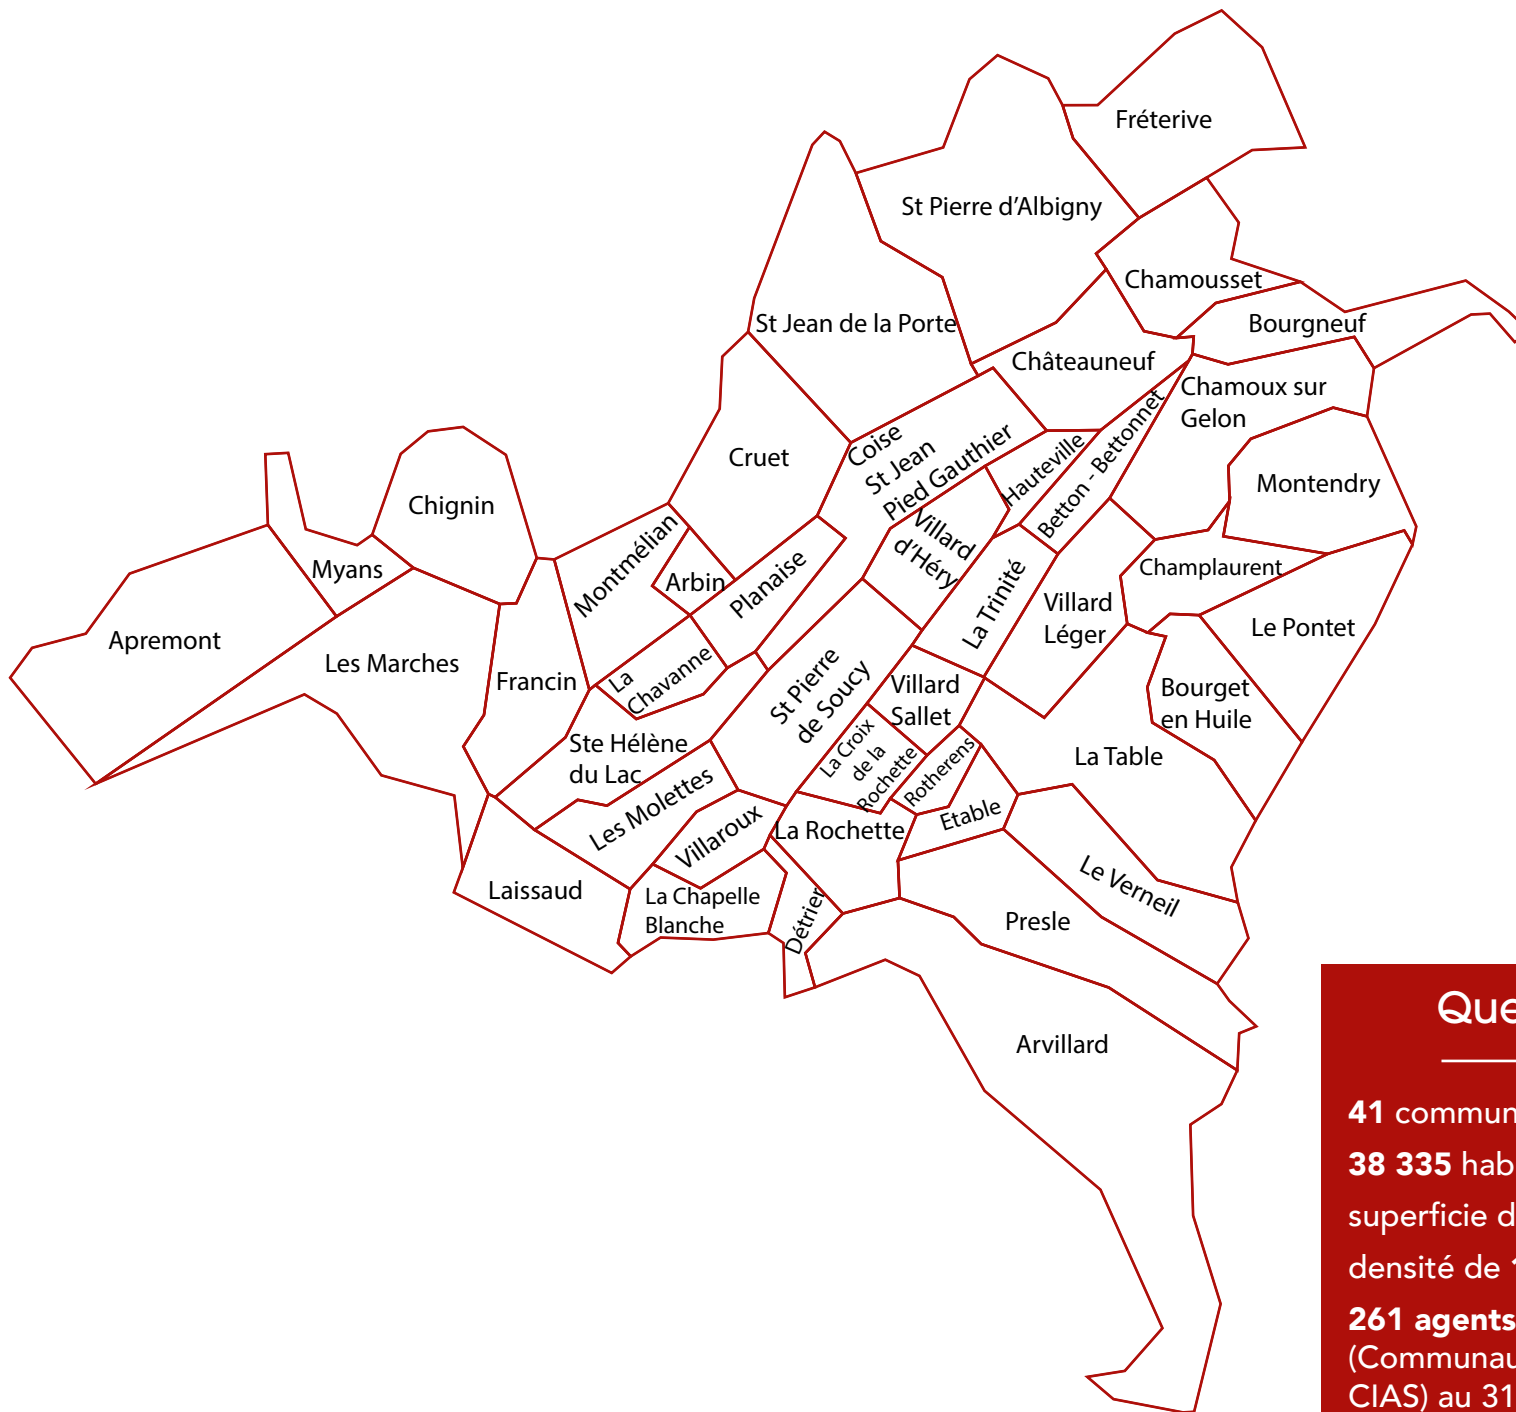 Fréterive
St Pierre d'Albigny
Chamousset
St Jean de la Porte
Bourgneuf
Châteauneuf
Chamoux sur
Gelon
Coise
St Jean
Pied Gauthier
Hauteville
Betton - Bettonnet
Cruet
Montendry
Chignin
Villard
d'Héry
Montmélian
Arbin
Planaise
Myans
Champlaurent
La Trinité
Villard
Léger
Le Pontet
Apremont
Les Marches
Francin
La
Chavanne
St Pierre
de Soucy
Villard
Sallet
Bourget
en Huile
Ste Hélène
du Lac
La Croix
de la
Rochette
Rotherens
La Table
Les Molettes
Villaroux
La Rochette
Etable
Laissaud
La Chapelle
Blanche
Détrier
Le Verneil
Presle
Arvillard
41
38 335
superficie
densité de
261 agents
CIAS) au 31